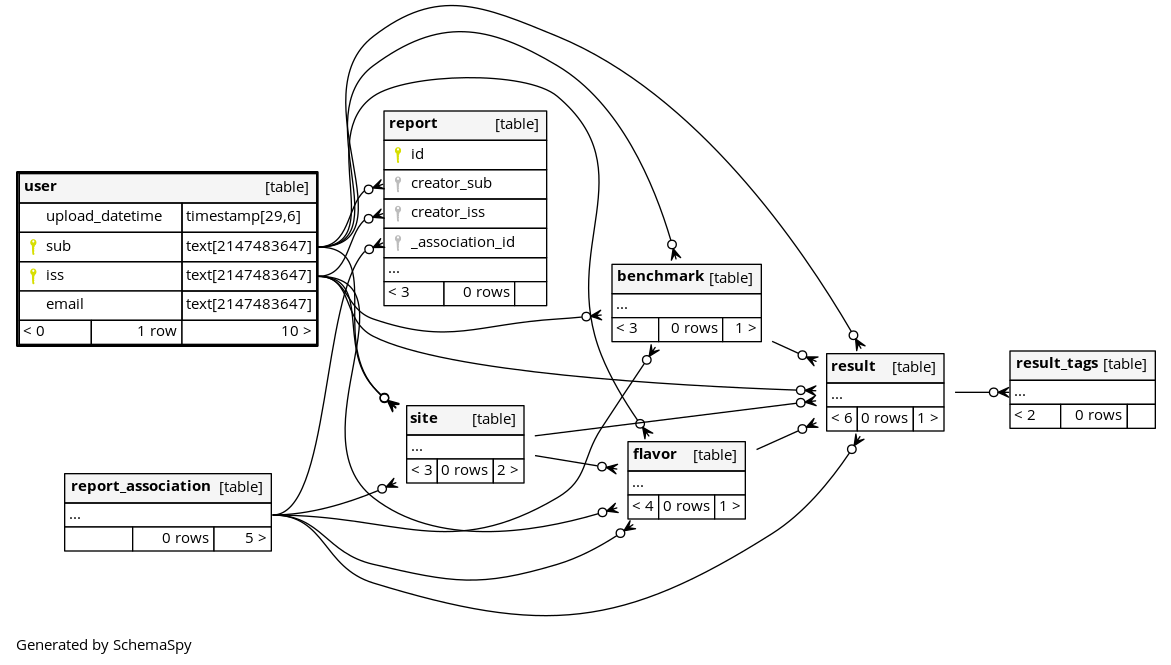 user [table]
upload_datetime timestamp[29,6]
sub text[2147483647]
iss text[2147483647]
email text[2147483647]
< 0 1 row 10 >
report [table]
id
creator_sub
creator_iss
_association_id
...
< 3 0 rows
benchmark [table]
...
< 3 0 rows 1 >
result [table]
...
< 6 0 rows 1 >
result_tags [table]
...
< 2 0 rows
site [table]
...
< 3 0 rows 2 >
flavor [table]
...
< 4 0 rows 1 >
report_association [table]
...
0 rows 5 >
Generated by SchemaSpy